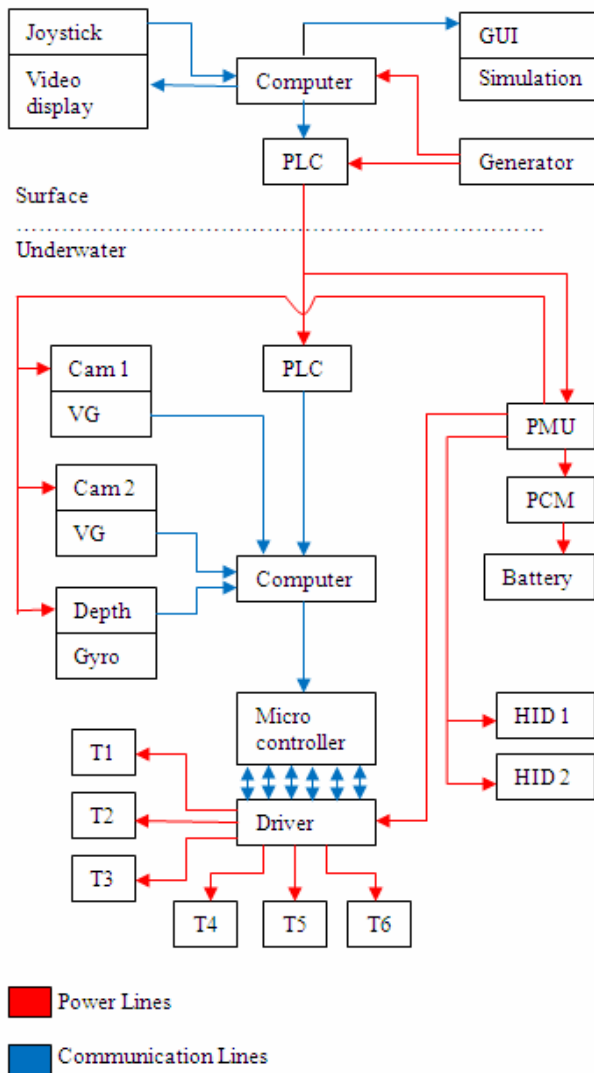 Joystick
Video
display
Computer
GUI
Simulation
PLC
Generator
Surface
Underwater
Cam 1
VG
PLC
PMU
Cam 2
VG
PCM
Computer
Battery
Depth
Gyro
Micro
controller
HID 1
T1
HID 2
T2
Driver
T3
T4
T5
T6
Power Lines
Communication Lines